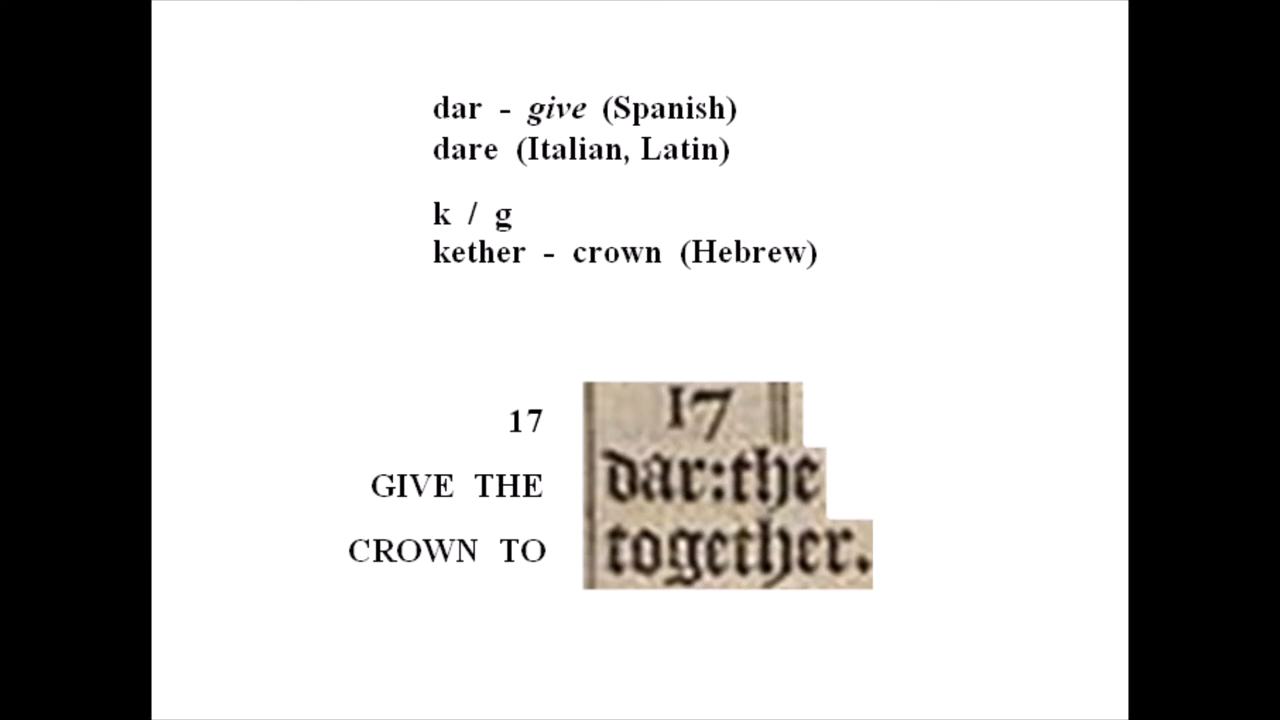 dar - give (Spanish)
dare (Italian, Latin)
k / g
kether - crown (Hebrew)
17
17
GIVE THE
dar:the
CROWN TO
together.